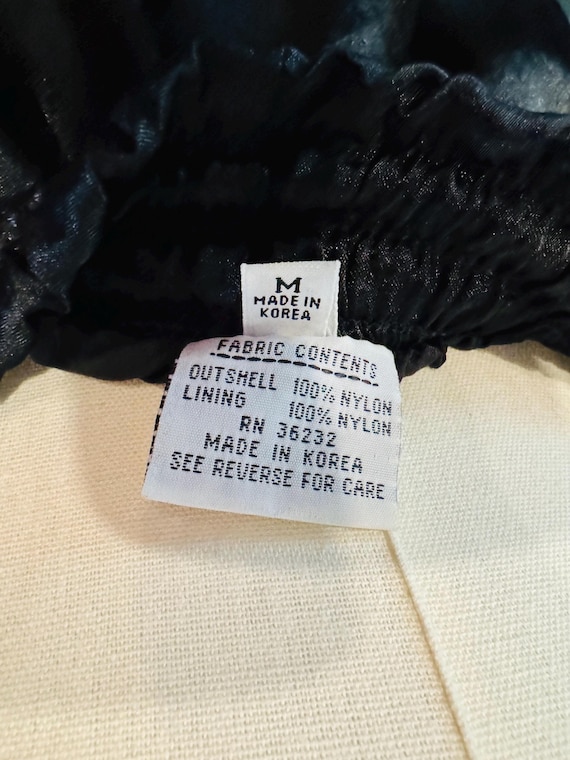 M
MADE IN
KOREA
FABRIC CONTENTS
OUTSHELL 100% NYLON
LINING 100% NYLON
RN 36232
MADE IN KOREA
SEE REVERSE FOR CARE